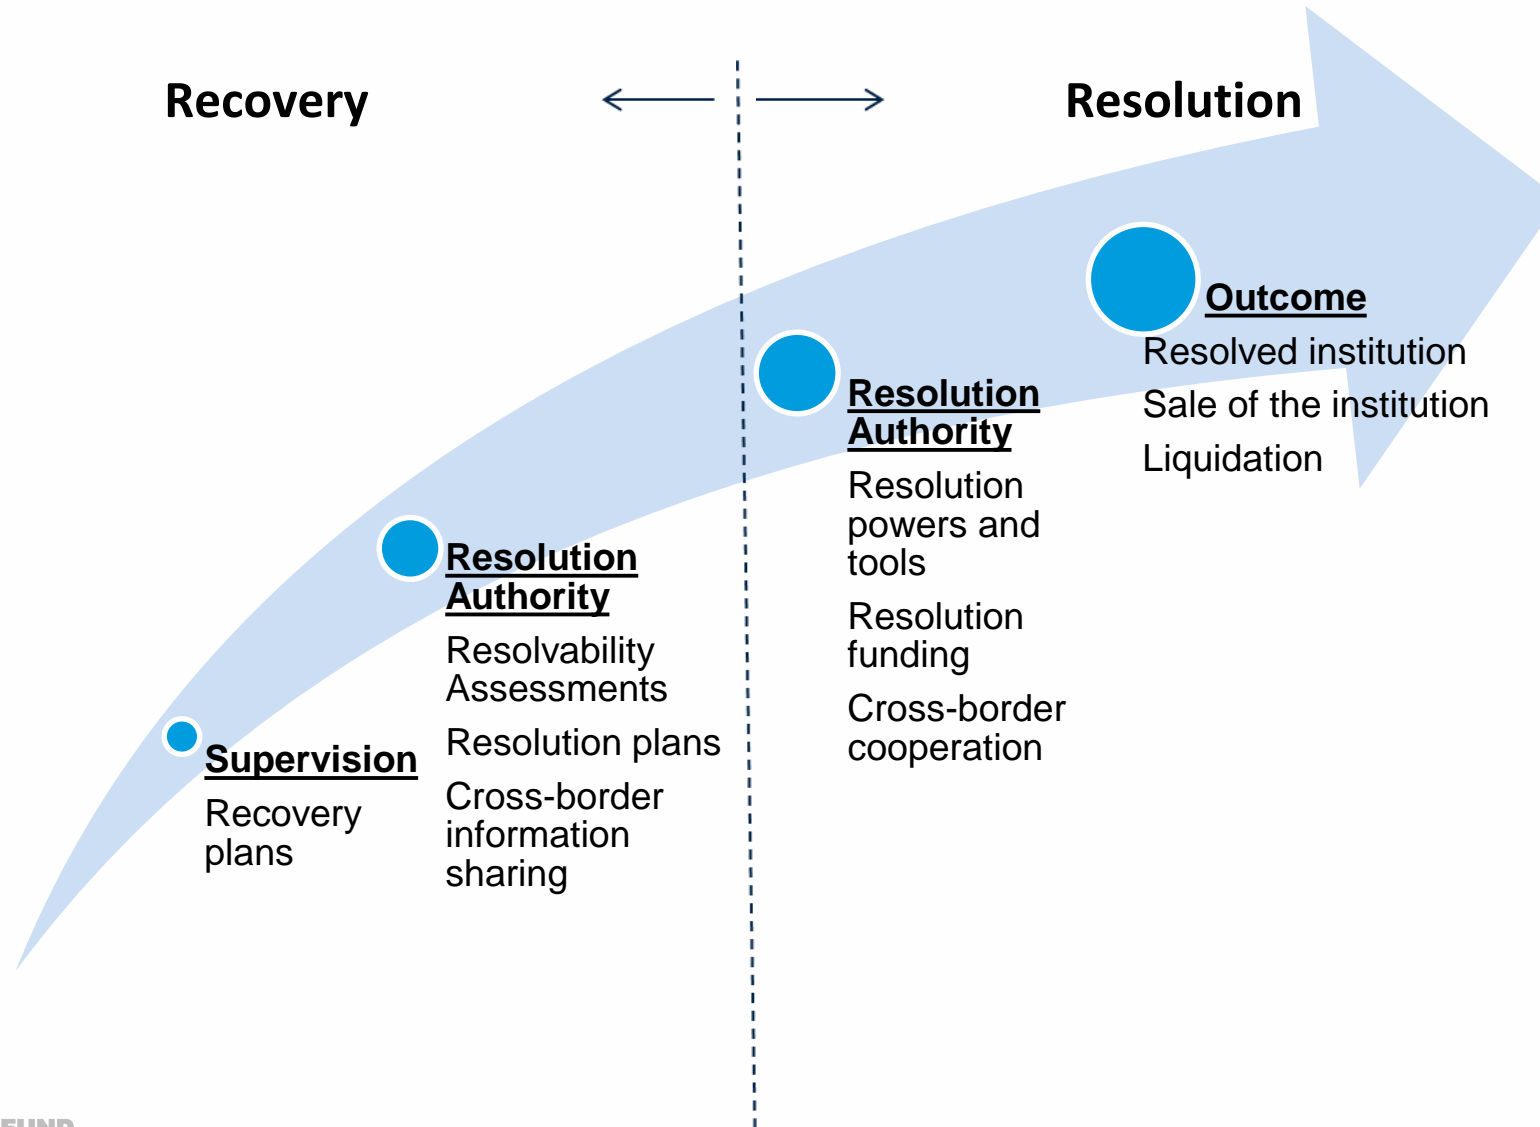 Recovery
Resolution
Supervision
Recovery
plans
Resolution
Authority
Resolvability
Assessments
Resolution plans
Cross-border
information
sharing
Resolution
Authority
Resolution
powers and
tools
Resolution
funding
Cross-border
cooperation
Outcome
Resolved institution
Sale of the institution
Liquidation
FUND